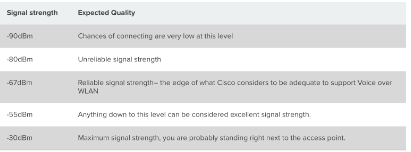 Signal strength Expected Quality
-90dBm Chances of connecting are very low at this level
-80dBm Unreliable signal strength
-67dBm Reliable signal strength– the edge of what Cisco considers to be adequate to support Voice over
WLAN
-55dBm Anything down to this level can be considered excellent signal strength.
-30dBm Maximum signal strength, you are probably standing right next to the access point.